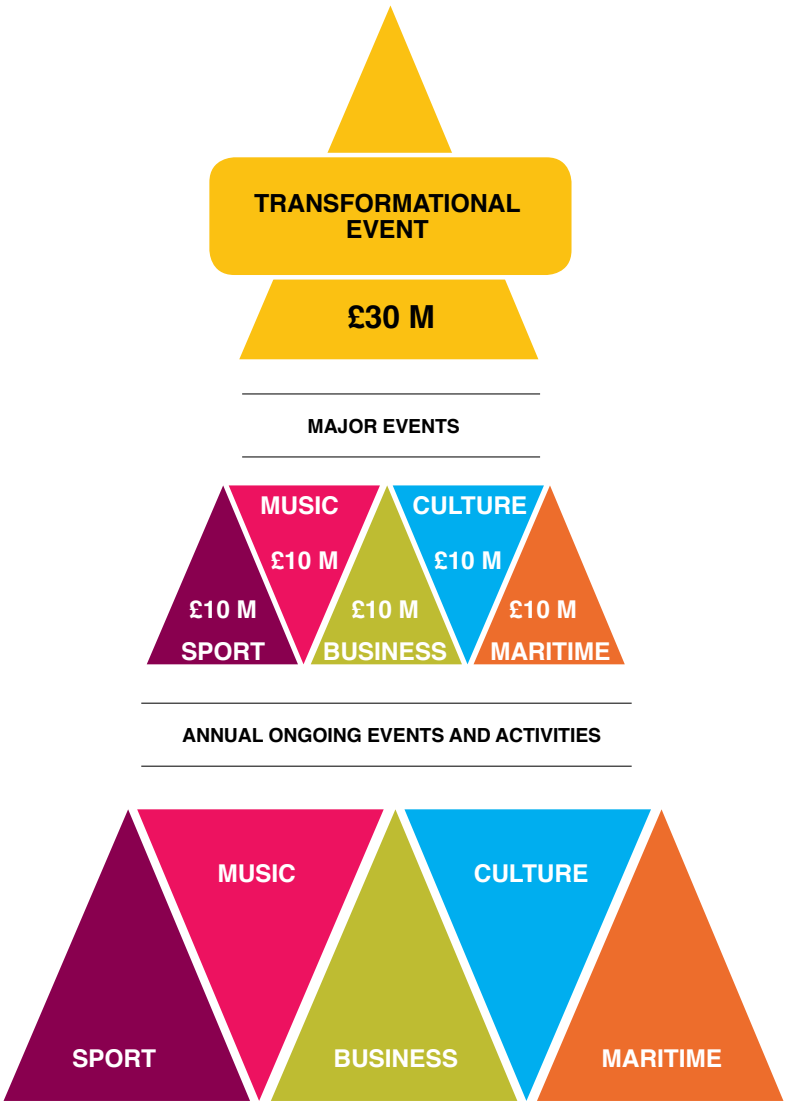 TRANSFORMATIONAL
EVENT
£30 M
MAJOR EVENTS
MUSIC
CULTURE
£10 M
£10 M
£10 M
£10 M
£10 M
SPORT
BUSINESS
MARITIME
ANNUAL ONGOING EVENTS AND ACTIVITIES
MUSIC
CULTURE
SPORT
BUSINESS
MARITIME